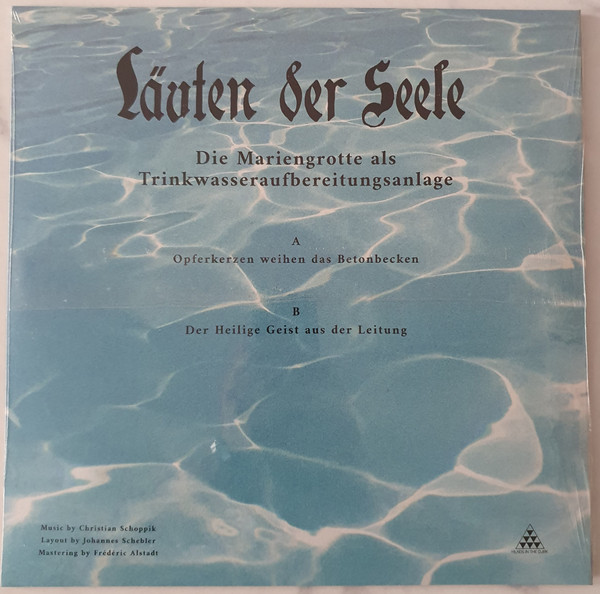 Läuten der Seele
Die Mariengrotte als
Trinkwasseraufbereitungsanlage
A
Opferkerzen weihen das Betonbecken
B
Der Heilige Geist aus der Leitung
Music by Christian Schoppik
Layout by Johannes Schebler
Mastering by Frédéric Alstadt